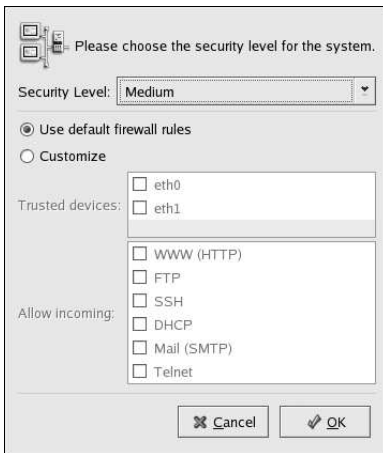 Please choose the security level for the system.
Security Level: Medium
Use default firewall rules
Customize
Trusted devices:
eth0
eth1
Allow incoming:
WWW (HTTP)
FTP
SSH
DHCP
Mail (SMTP)
Telnet
Cancel
OK